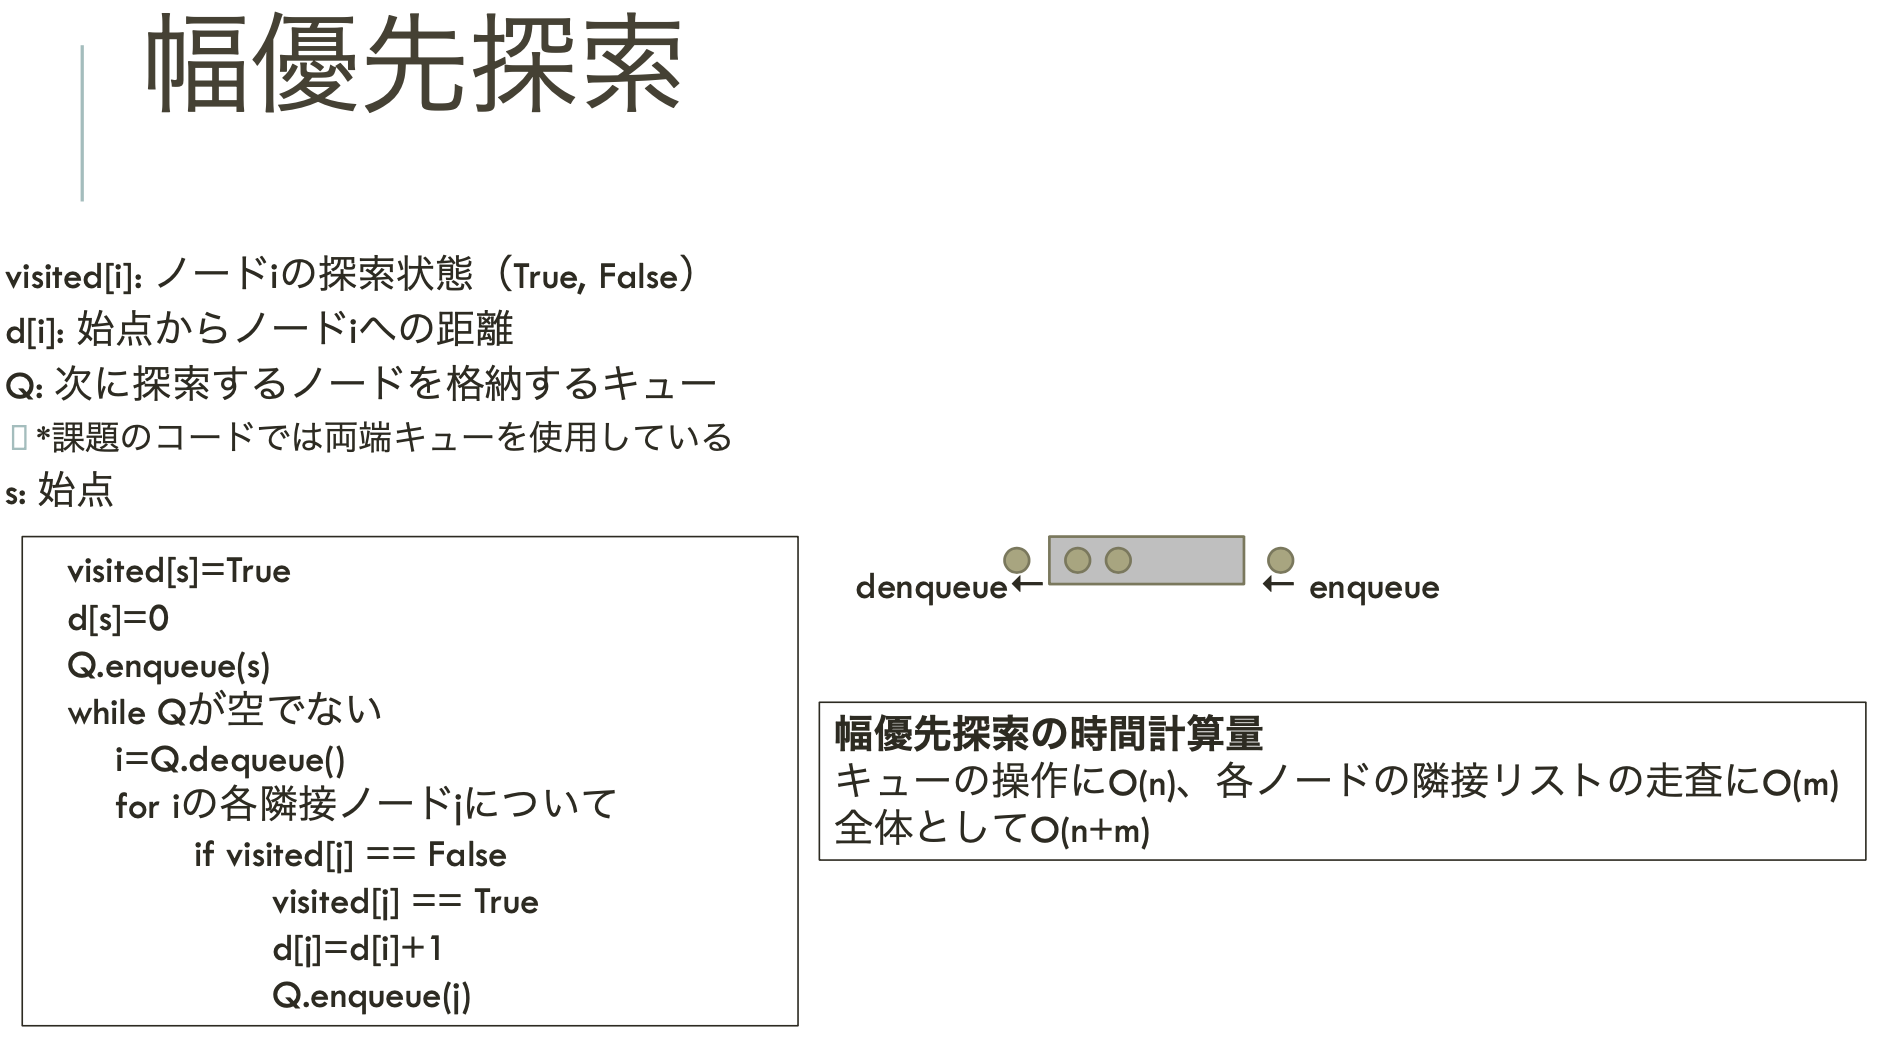 幅優先探索
visited[i]: ノードiの探索状態（True, False）
d[i]: 始点からノードiへの距離
Q: 次に探索するノードを格納するキュー
*課題のコードでは両端キューを使用している
s: 始点
visited[s]=True
d[s]=0
Q.enqueue(s)
while Qが空でない
i=Q.dequeue()
for iの各隣接ノードjについて
if visited[j] == False
visited[j] == True
d[j]=d[i]+1
Q.enqueue(j)
denqueue
enqueue
幅優先探索の時間計算量
キューの操作にO(n)、各ノードの隣接リストの走査にO(m)
全体としてO(n+m)